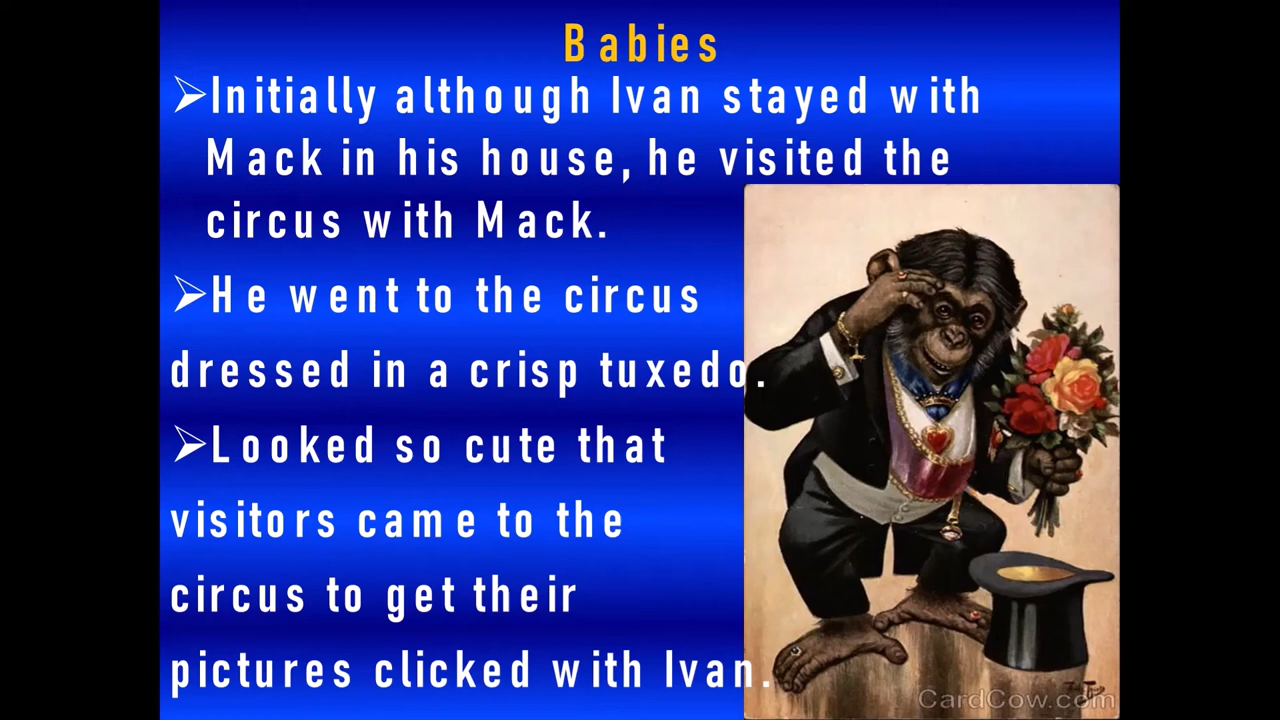 Babies
➢Initially although Ivan stayed with
Mack in his house, he visited the
circus with Mack.
➢He went to the circus
dressed in a crisp tuxedo.
➢Looked so cute that
visitors came to the
circus to get their
pictures clicked with Ivan.
CardCow.com